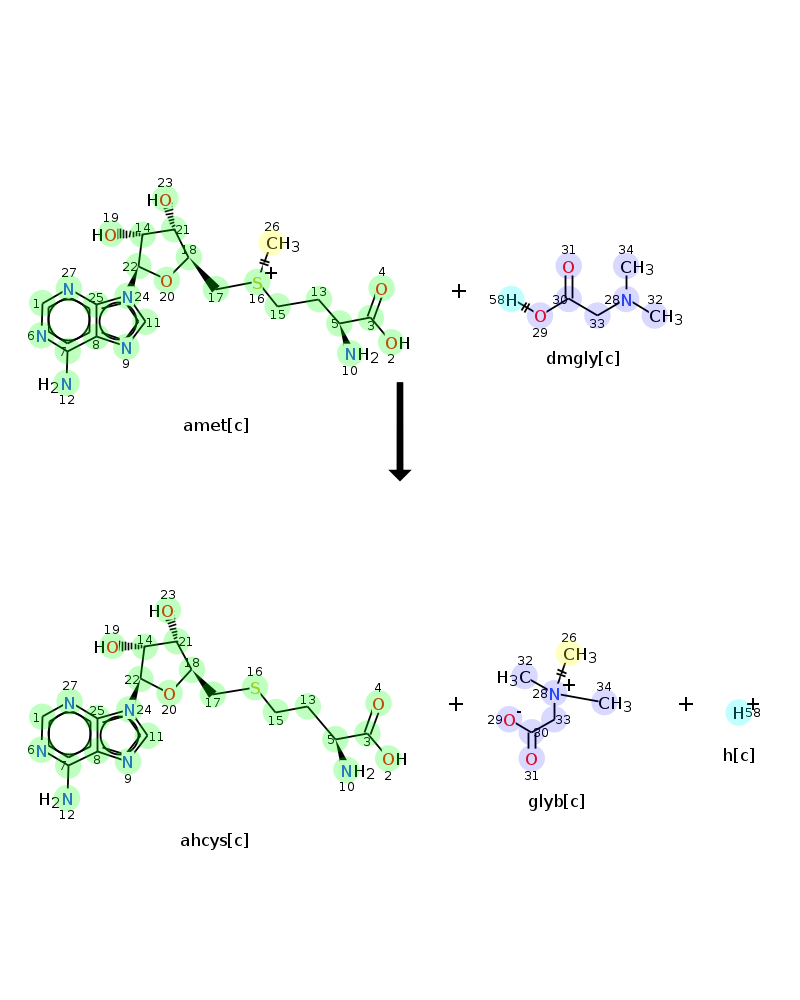 23
HO
19
HO
14
21
18
26
CH3
+
27
N
22
O
20
S
16
17
13
4
O
1
25
N
24
15
5
3
6
N
8
11
7
N
9
OH
2
NH2
10
H2N
12
amet[c]
+
31
O
34
CH3
58
H
30
28
N
32
CH3
O
29
33
dmgly[c]
23
HO
19
HO
14
21
18
16
S
27
N
22
O
20
17
13
4
O
1
25
N
24
15
5
3
6
N
8
11
7
N
9
OH
2
NH2
10
H2N
12
ahcys[c]
+
26
CH3
32
H3C
28
N
+
34
CH3
29
O
-
33
30
O
31
glyb[c]
+
H
+
58
h[c]